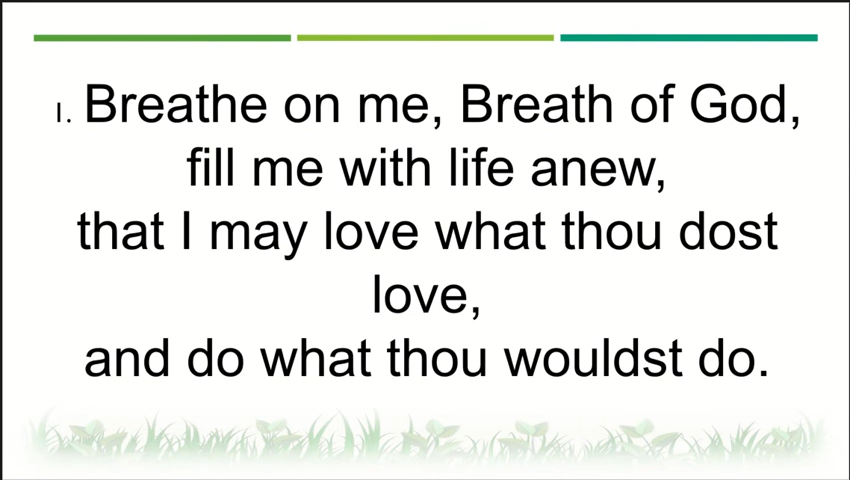 1. Breathe on me, Breath of God,
fill me with life anew,
that I may love what thou dost
love,
and do what thou wouldst do.